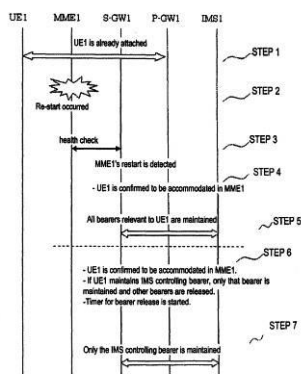 UE1 MME1 S-GW1 P-GW1 IMS1
UE1 is already attached
STEP 1
STEP 2
Re-start occurred
health check
STEP 3
MME1's restart is detected
STEP 4
- UE1 is confirmed to be accommodated in MME1
All bearers relevant to UE1 are maintained
STEP 5
STEP 6
- UE1 is confirmed to be accommodated in MME1.
- If UE1 maintains IMS controlling bearer, only that bearer is
maintained and other bearers are released.
-Timer for bearer release is started.
STEP 7
Only the IMS controlling bearer is maintained